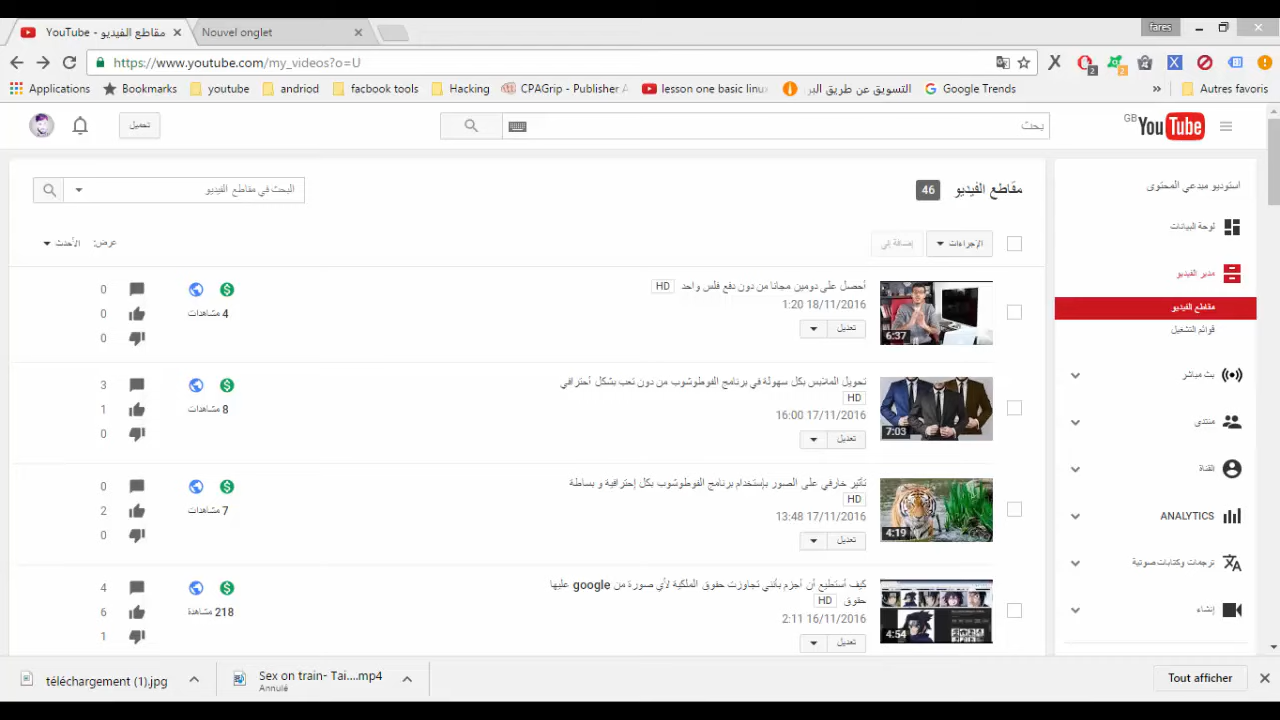 YouTube - مقاطع الفيديو
Nouvel onglet
fares
https://www.youtube.com/my_videos?o=U
Applications
Bookmarks
youtube
andriod
facbook tools
Hacking
CPAGrip - Publisher A
lesson one basic linux
التسويق عن طريق البر
Google Trends
Autres favoris
تحميل
بحث
YouTube GB
مقاطع الفيديو 46
البحث في مقاطع الفيديو
الإجراءات
إضافة إلى
عرض: الأحدث
أحصل على دومين مجانا من دون دفع فلس واحد HD
18/11/2016 1:20
تعديل
6:37
4 مشاهدات
0
0
0
تحويل الملابس بكل سهولة في برنامج الفوطوشوب من دون تعب بشكل أحترافي
HD
17/11/2016 16:00
تعديل
7:03
8 مشاهدات
3
1
0
تأثير خارفي على الصور بإستخدام برنامج الفوطوشوب بكل إحترافية و بساطة
HD
17/11/2016 13:48
تعديل
4:19
7 مشاهدات
0
2
0
كيف أستطيع أن أجزم بأنني تجاوزت حقوق الملكية لأي صورة من google عليها
حقوق HD
16/11/2016 2:11
تعديل
4:54
218 مشاهدة
4
6
1
استوديو مبدعي المحتوى
لوحة البيانات
مدير الفيديو
مقاطع الفيديو
قوائم التشغيل
بث مباشر
منتدى
القناة
ANALYTICS
ترجمات وكتابات صوتية
إنشاء
téléchargement (1).jpg
Sex on train- Tai....mp4
Annulé
Tout afficher